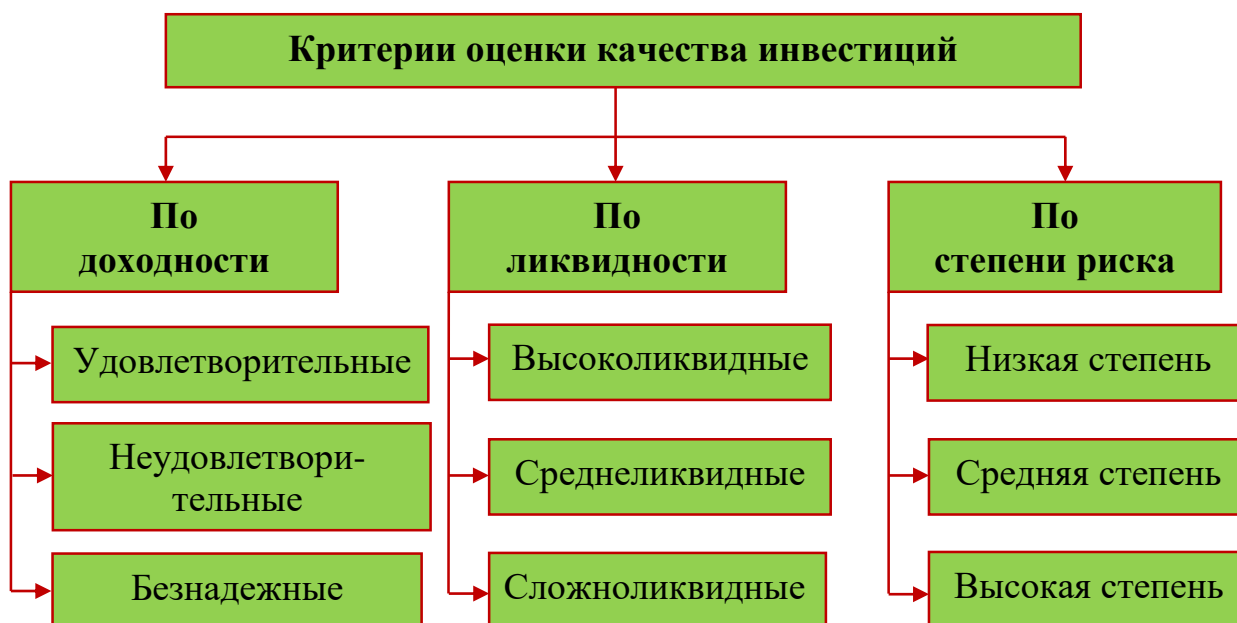 Критерии оценки качества инвестиций
По
доходности
По
ликвидности
По
степени риска
Удовлетворительные
Неудовлетвори-
тельные
Безнадежные
Высоколиквидные
Среднеликвидные
Сложноликвидные
Низкая степень
Средняя степень
Высокая степень